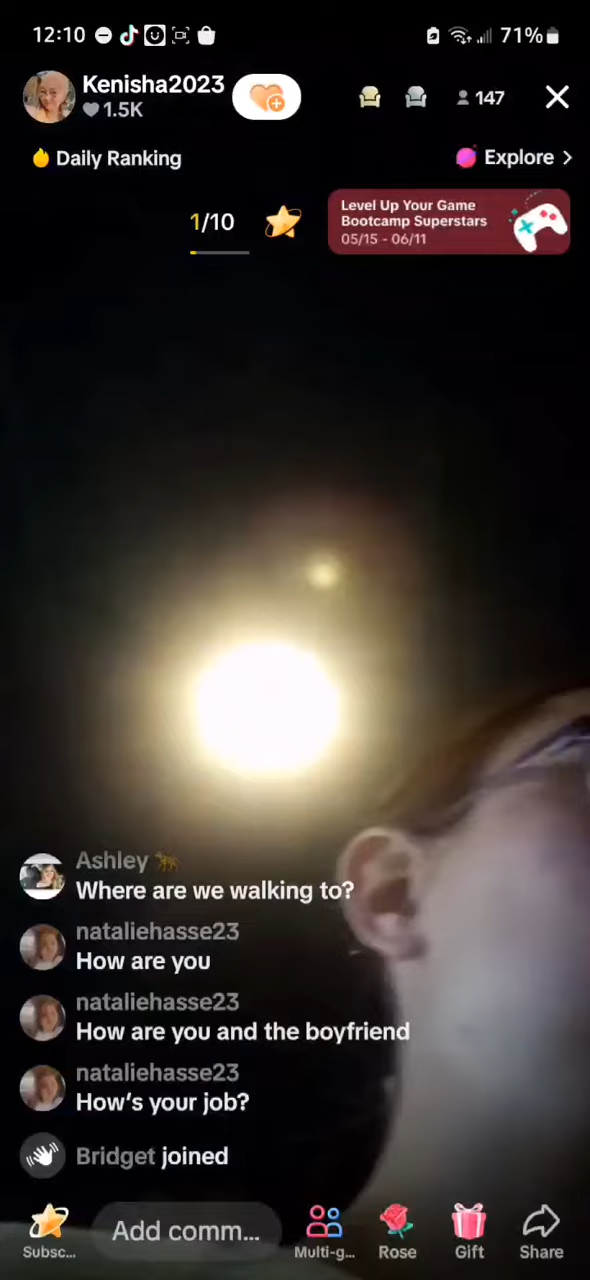 12:10
71%
Kenisha2023
1.5K
147
Daily Ranking
Explore >
1/10
Level Up Your Game
Bootcamp Superstars
05/15 - 06/11
Ashley
Where are we walking to?
nataliehasse23
How are you
nataliehasse23
How are you and the boyfriend
nataliehasse23
How's your job?
Bridget joined
Subsc...
Add comm...
Multi-g...
Rose
Gift
Share